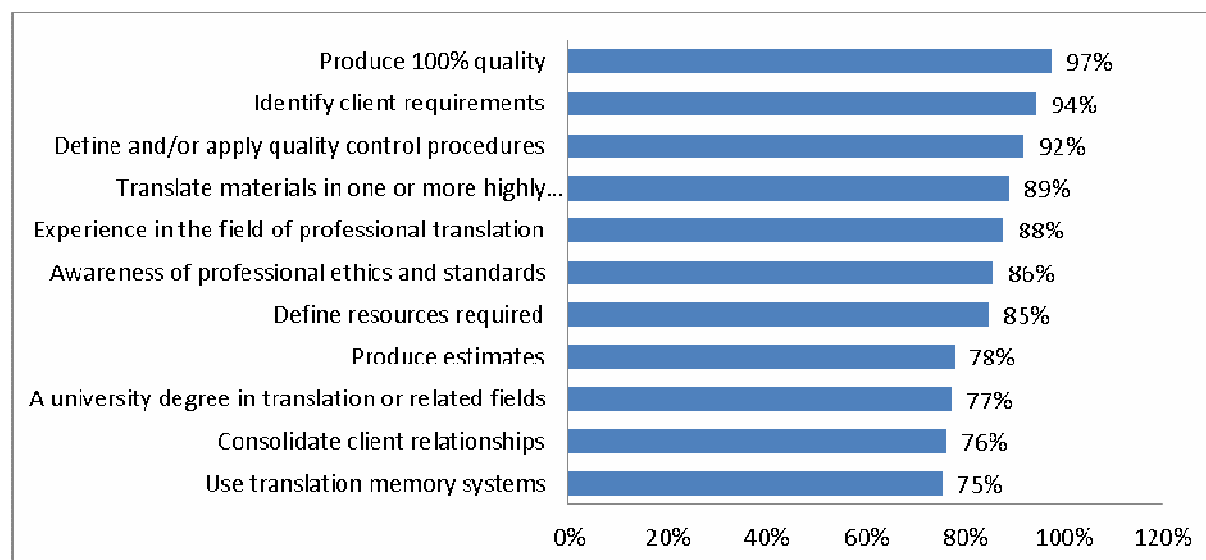 Produce 100% quality 97%
Identify client requirements 94%
Define and/or apply quality control procedures 92%
Translate materials in one or more highly... 89%
Experience in the field of professional translation 88%
Awareness of professional ethics and standards 86%
Define resources required 85%
Produce estimates 78%
A university degree in translation or related fields 77%
Consolidate client relationships 76%
Use translation memory systems 75%
0% 20% 40% 60% 80% 100% 120%